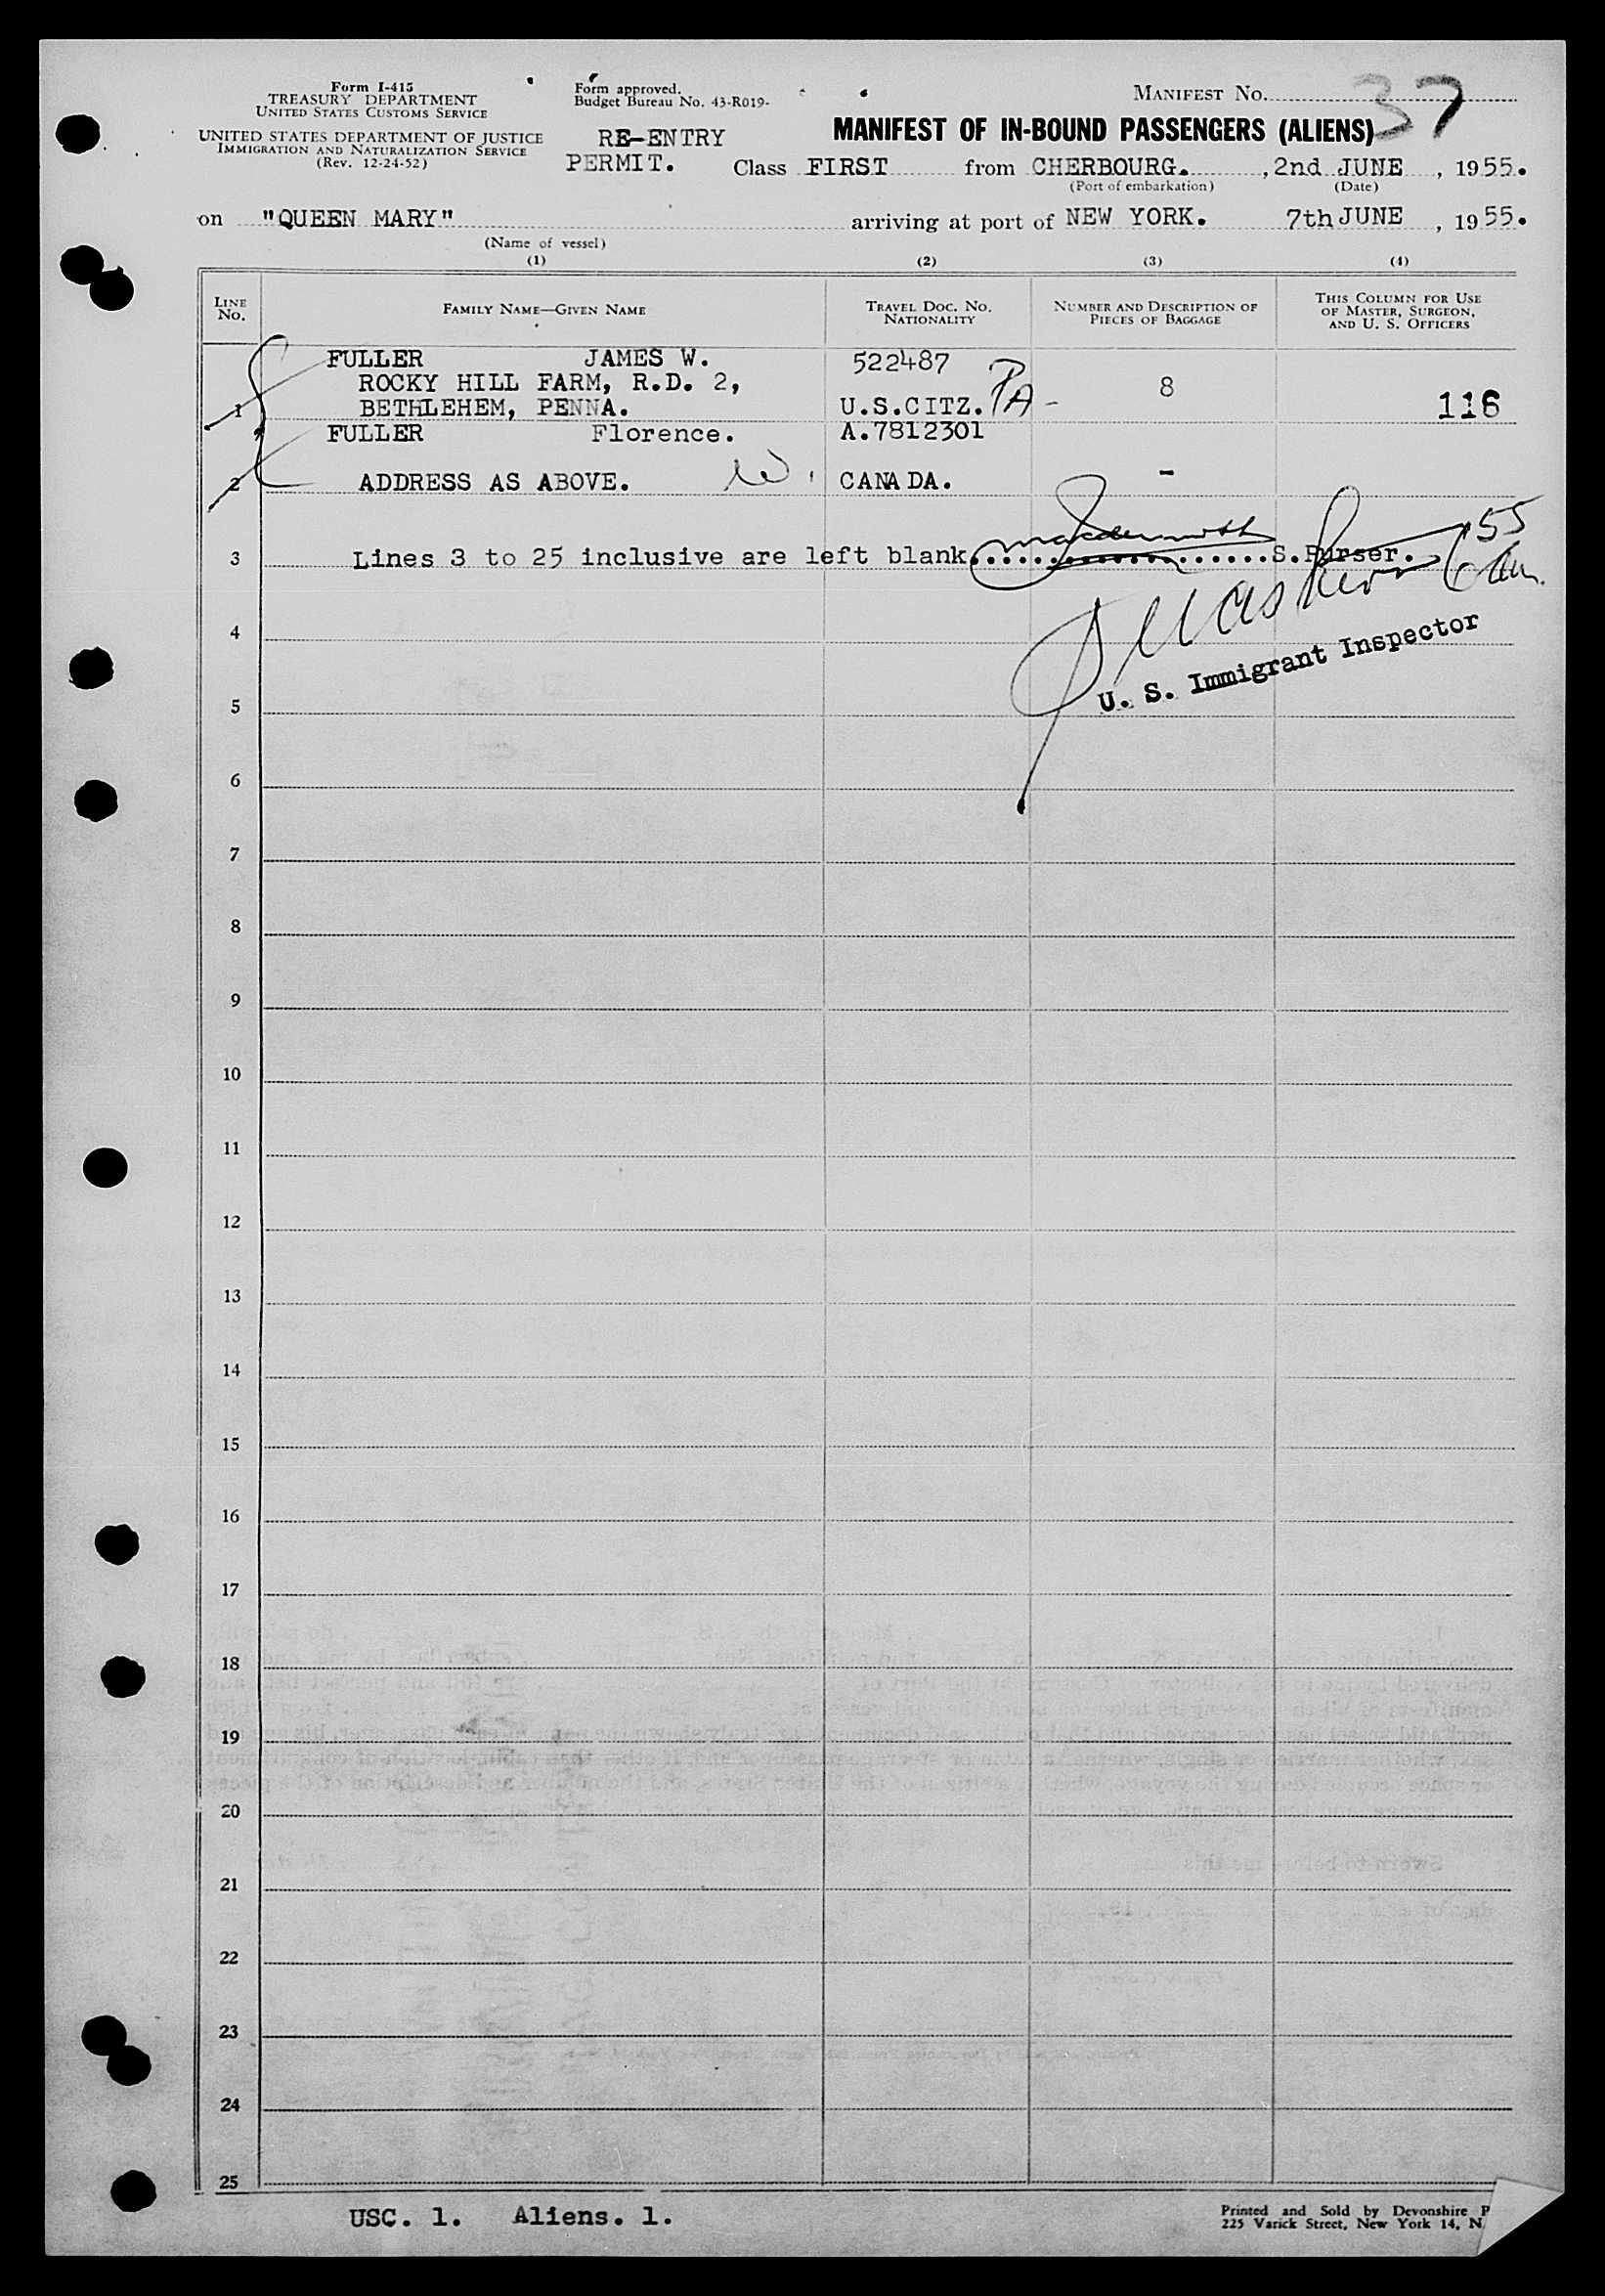 Form I-415
TREASURY DEPARTMENT
UNITED STATES CUSTOMS SERVICE
UNITED STATES DEPARTMENT OF JUSTICE
IMMIGRATION AND NATURALIZATION SERVICE
(Rev. 12-24-52)
Form approved.
Budget Bureau No. 43-R019-
RE-ENTRY
PERMIT.
MANIFEST No. 37
MANIFEST OF IN-BOUND PASSENGERS (ALIENS)
Class FIRST from CHERBOURG. , 2nd JUNE , 1955.
(Port of embarkation) (Date)
on "QUEEN MARY" arriving at port of NEW YORK. 7th JUNE , 1955.
(Name of vessel)
(1) (2) (3) (4)
LINE No. FAMILY NAME—GIVEN NAME TRAVEL DOC. No. NATIONALITY NUMBER AND DESCRIPTION OF PIECES OF BAGGAGE THIS COLUMN FOR USE OF MASTER, SURGEON, AND U. S. OFFICERS
FULLER JAMES W. 522487
ROCKY HILL FARM, R.D. 2, PA - 8
1 BETHLEHEM, PENNA. U.S.CITZ. 116
FULLER Florence. A.7812301
2 ADDRESS AS ABOVE. W. CANADA. -
3 Lines 3 to 25 inclusive are left blank......................S.Purser.
4
U. S. Immigrant Inspector
5
6
7
8
9
10
11
12
13
14
15
16
17
18
19
20
21
22
23
24
25
USC. 1. Aliens. 1.
Printed and Sold by Devonshire P
225 Varick Street, New York 14, N.